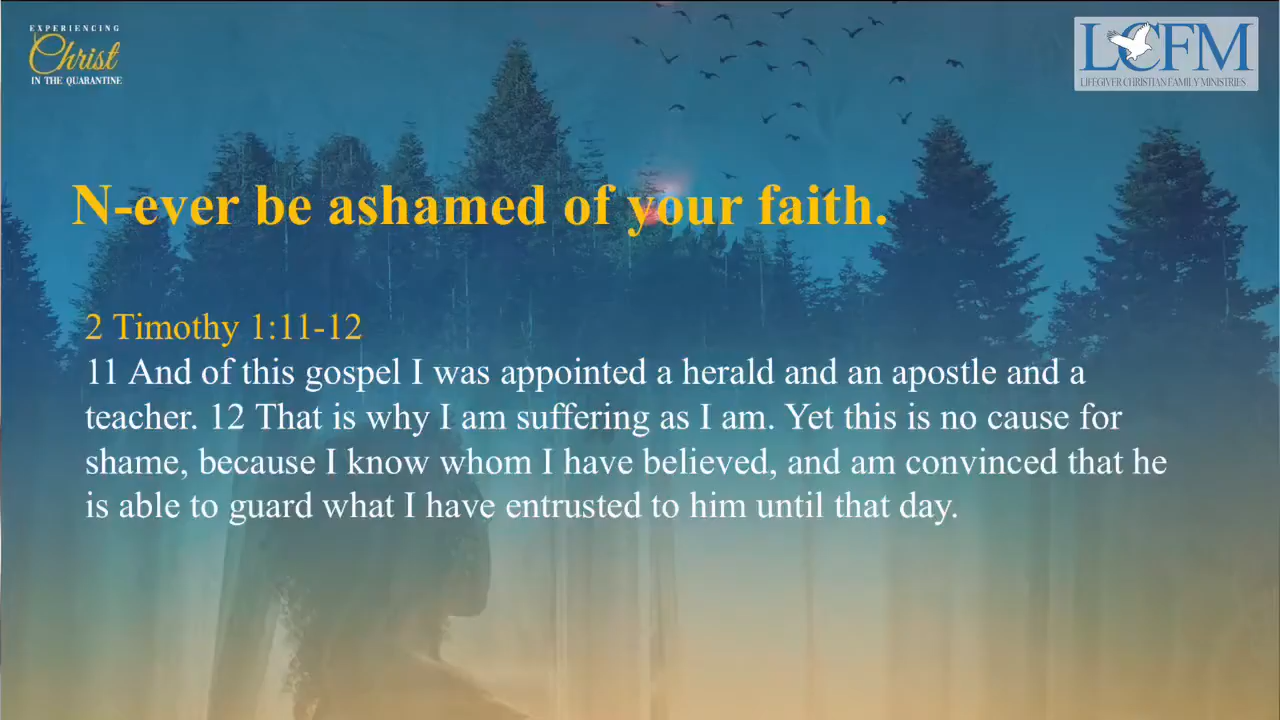 EXPERIENCING
Christ
IN THE QUARANTINE
LCFM
LIFEGIVER CHRISTIAN FAMILY MINISTRIES
N-ever be ashamed of your faith.
2 Timothy 1:11-12
11 And of this gospel I was appointed a herald and an apostle and a
teacher. 12 That is why I am suffering as I am. Yet this is no cause for
shame, because I know whom I have believed, and am convinced that he
is able to guard what I have entrusted to him until that day.